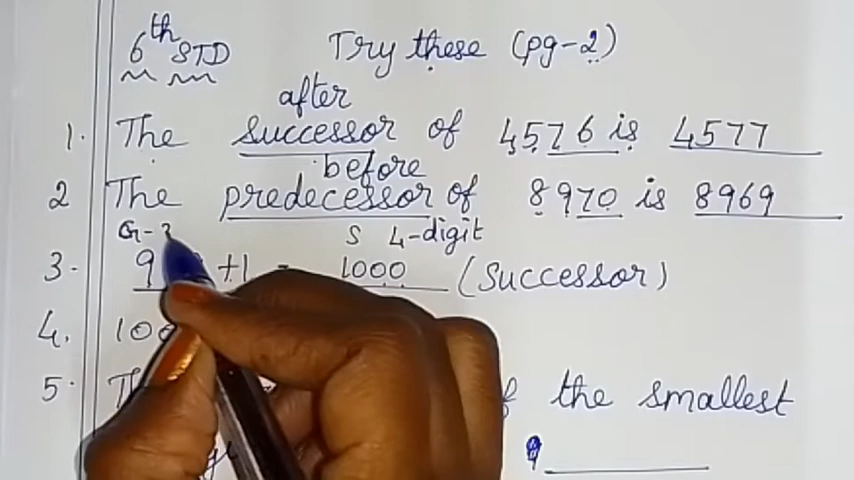 6th STD Try these (pg-2)
after
1. The successor of 4576 is 4577
before
2 The predecessor of 8970 is 8969
G-3 S 4-digit
3- +1 = 1000 (Successor)
4.
5. the smallest